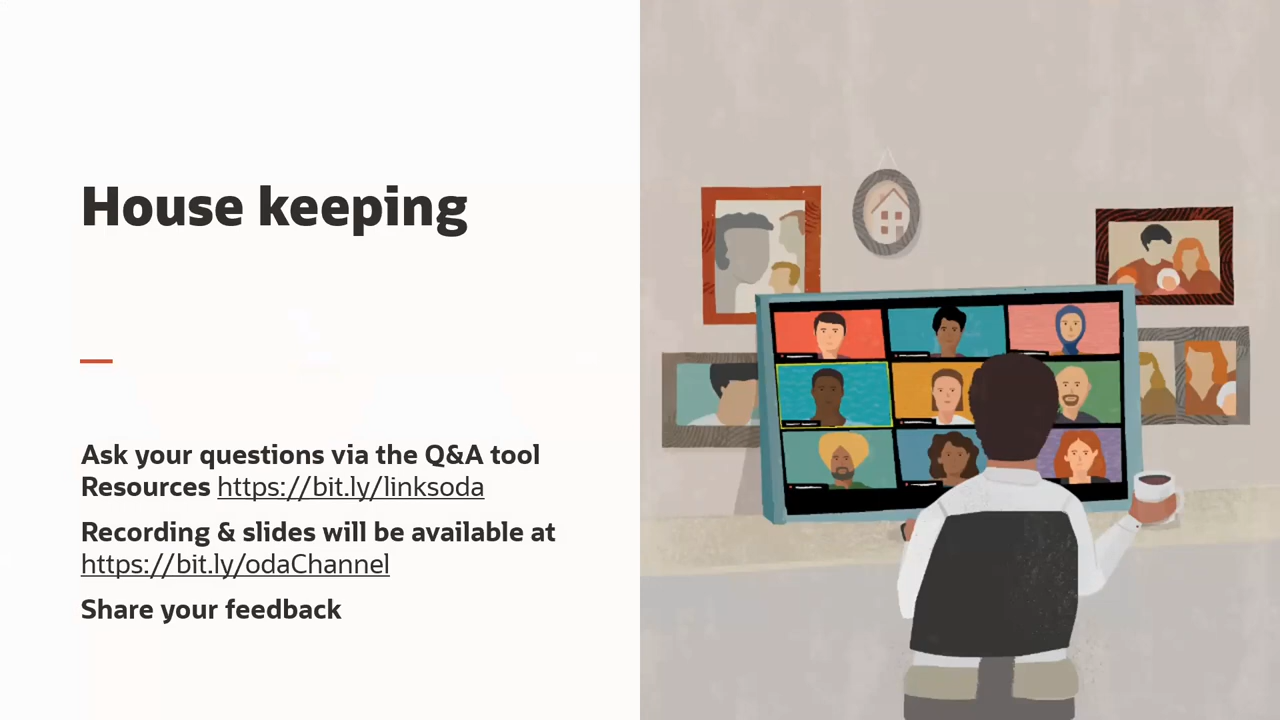 House keeping
Ask your questions via the Q&A tool
Resources https://bit.ly/linksoda
Recording & slides will be available at
https://bit.ly/odaChannel
Share your feedback